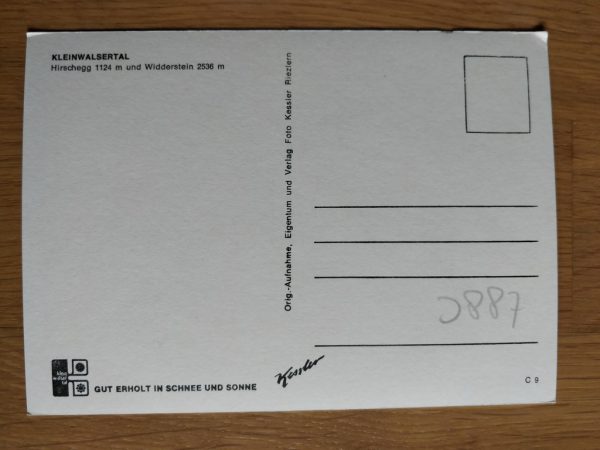 KLEINWALSERTAL
Hirschegg 1124 m und Widderstein 2536 m
Orig.-Aufnahme, Eigentum und Verlag Foto Kessler Riezlern
GUT ERHOLT IN SCHNEE UND SONNE
Kessler
C 9